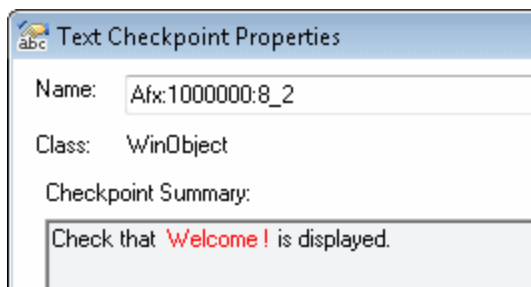 abc Text Checkpoint Properties
Name: Afx:1000000:8_2
Class: WinObject
Checkpoint Summary:
Check that Welcome ! is displayed.